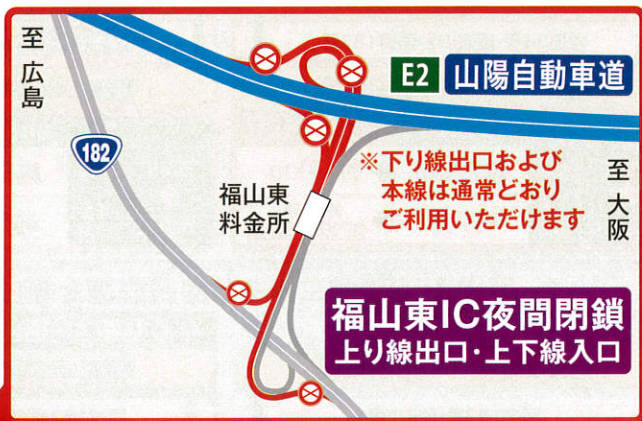 至 広島
182
E2 山陽自動車道
※下り線出口および
本線は通常どおり
ご利用いただけます
至 大阪
福山東
料金所
福山東IC夜間閉鎖
上り線出口・上下線入口